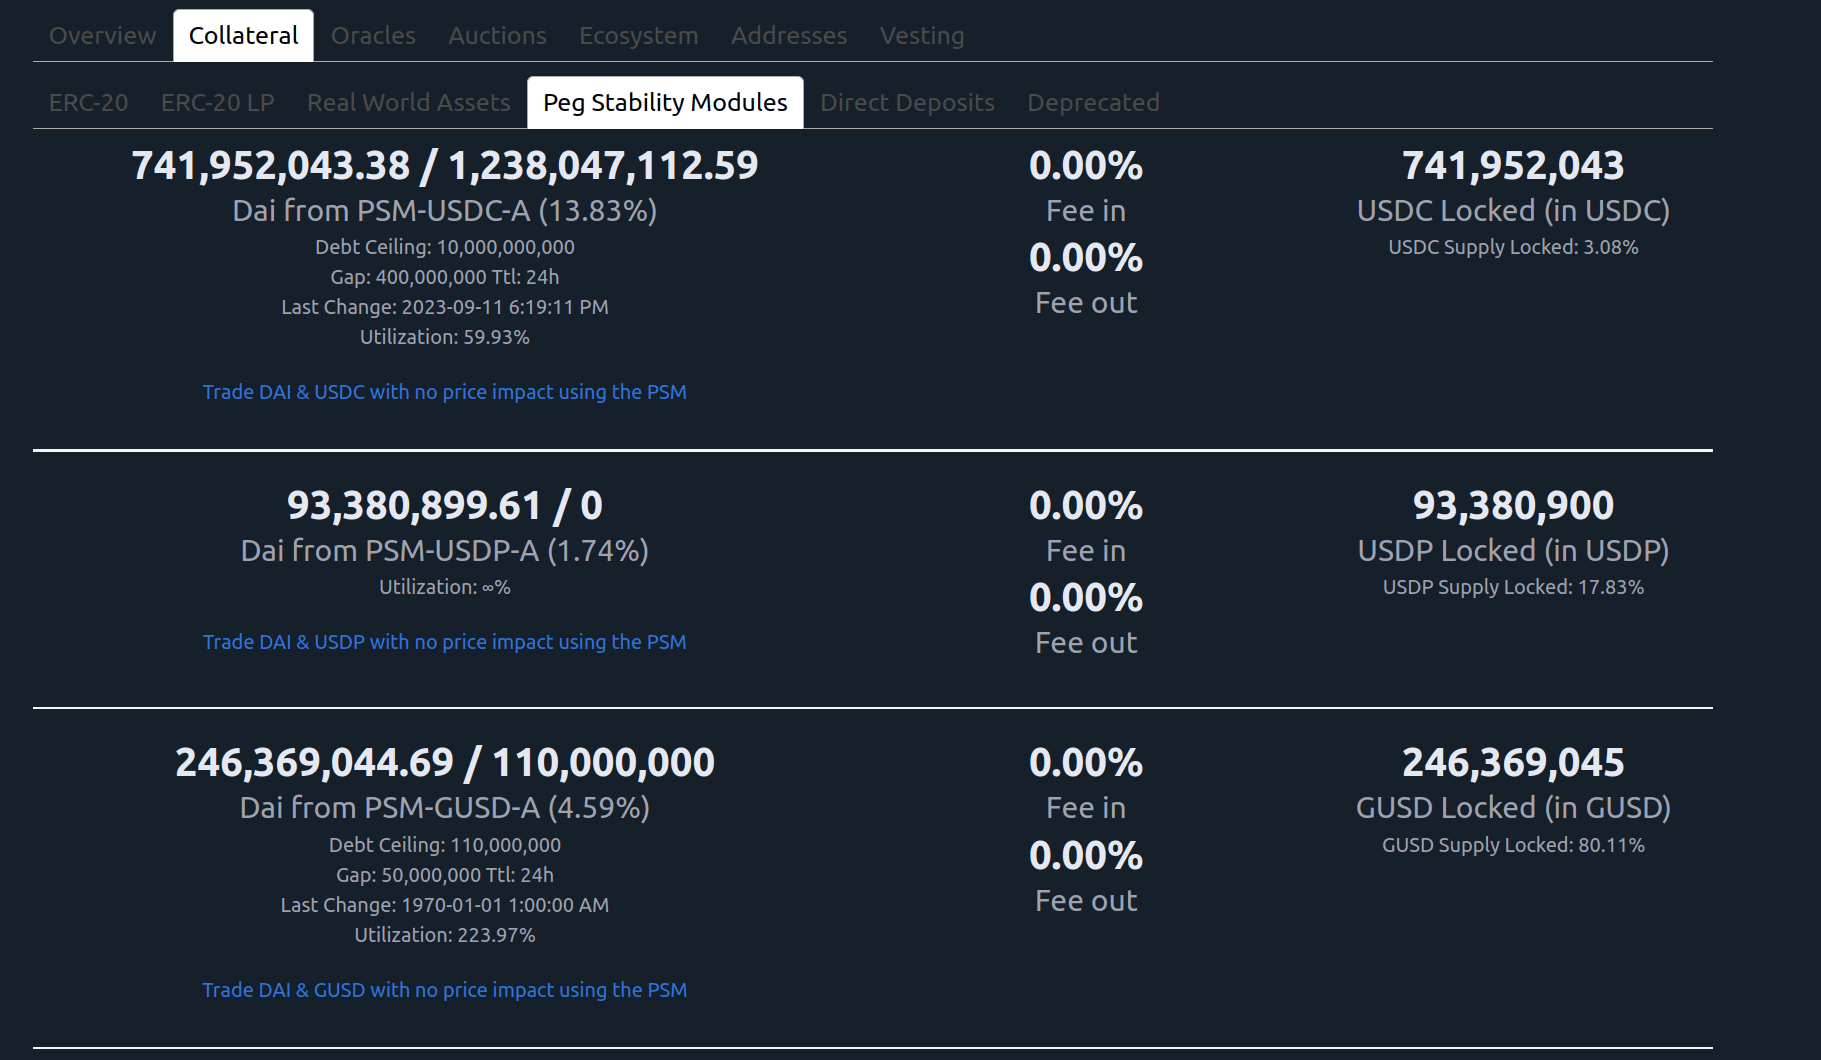 Overview Collateral Oracles Auctions Ecosystem Addresses Vesting
ERC-20 ERC-20 LP Real World Assets Peg Stability Modules Direct Deposits Deprecated
741,952,043.38 / 1,238,047,112.59
Dai from PSM-USDC-A (13.83%)
Debt Ceiling: 10,000,000,000
Gap: 400,000,000 Ttl: 24h
Last Change: 2023-09-11 6:19:11 PM
Utilization: 59.93%
Trade DAI & USDC with no price impact using the PSM
0.00%
Fee in
0.00%
Fee out
741,952,043
USDC Locked (in USDC)
USDC Supply Locked: 3.08%
93,380,899.61 / 0
Dai from PSM-USDP-A (1.74%)
Utilization: ∞%
Trade DAI & USDP with no price impact using the PSM
0.00%
Fee in
0.00%
Fee out
93,380,900
USDP Locked (in USDP)
USDP Supply Locked: 17.83%
246,369,044.69 / 110,000,000
Dai from PSM-GUSD-A (4.59%)
Debt Ceiling: 110,000,000
Gap: 50,000,000 Ttl: 24h
Last Change: 1970-01-01 1:00:00 AM
Utilization: 223.97%
Trade DAI & GUSD with no price impact using the PSM
0.00%
Fee in
0.00%
Fee out
246,369,045
GUSD Locked (in GUSD)
GUSD Supply Locked: 80.11%